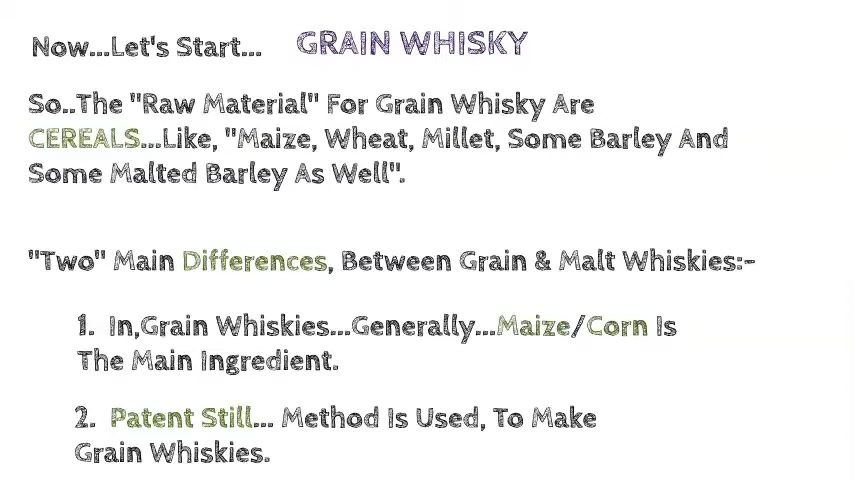 Now...Let's Start... GRAIN WHISKY
So..The "Raw Material" For Grain Whisky Are
CEREALS...Like, "Maize, Wheat, Millet, Some Barley And
Some Malted Barley As Well".
"Two" Main Differences, Between Grain & Malt Whiskies:-
1. In,Grain Whiskies...Generally...Maize/Corn Is
The Main Ingredient.
2. Patent Still... Method Is Used, To Make
Grain Whiskies.